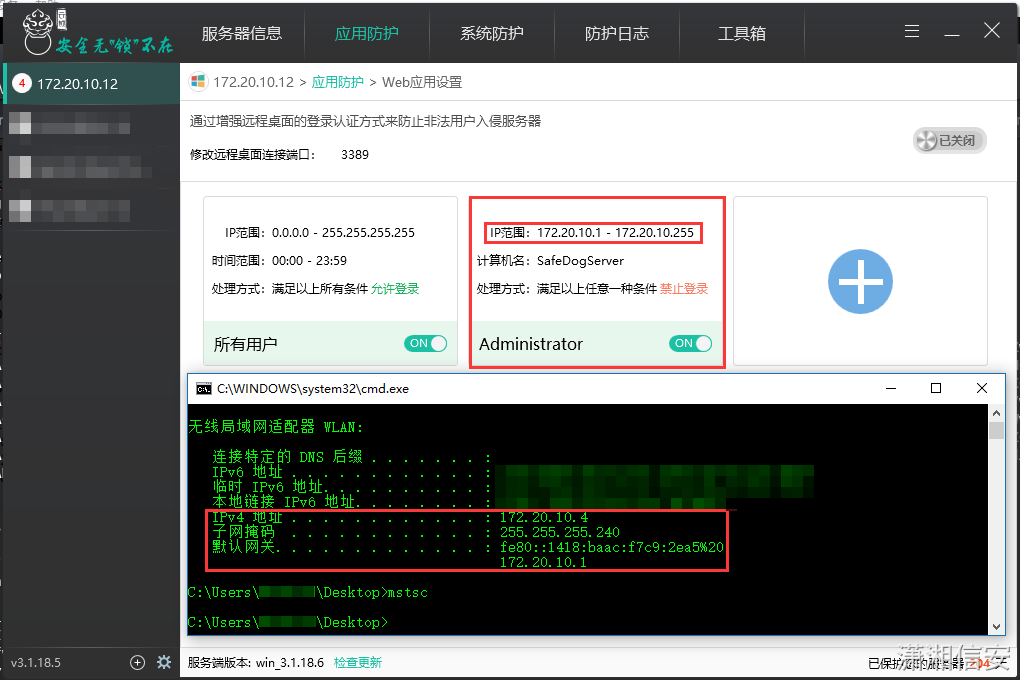 安全无"锁"不在
服务器信息
应用防护
系统防护
防护日志
工具箱
4 172.20.10.12
172.20.10.12 > 应用防护 > Web应用设置
通过增强远程桌面的登录认证方式来防止非法用户入侵服务器
已关闭
修改远程桌面连接端口： 3389
IP范围：0.0.0.0 - 255.255.255.255
时间范围：00:00 - 23:59
处理方式：满足以上所有条件 允许登录
所有用户 ON
IP范围：172.20.10.1 - 172.20.10.255
计算机名：SafeDogServer
处理方式：满足以上任意一种条件 禁止登录
Administrator ON
C:\WINDOWS\system32\cmd.exe
无线局域网适配器 WLAN:
连接特定的 DNS 后缀 . . . . . . . :
IPv6 地址 . . . . . . . . . . . . :
临时 IPv6 地址. . . . . . . . . . :
本地链接 IPv6 地址. . . . . . . . :
IPv4 地址 . . . . . . . . . . . . : 172.20.10.4
子网掩码 . . . . . . . . . . . . : 255.255.255.240
默认网关. . . . . . . . . . . . . : fe80::1418:baac:f7c9:2ea5%20
172.20.10.1
C:\Users\ \Desktop>mstsc
C:\Users\ \Desktop>
v3.1.18.5
服务端版本: win_3.1.18.6 检查更新
已保护您的服务器 204 天
潇湘信安